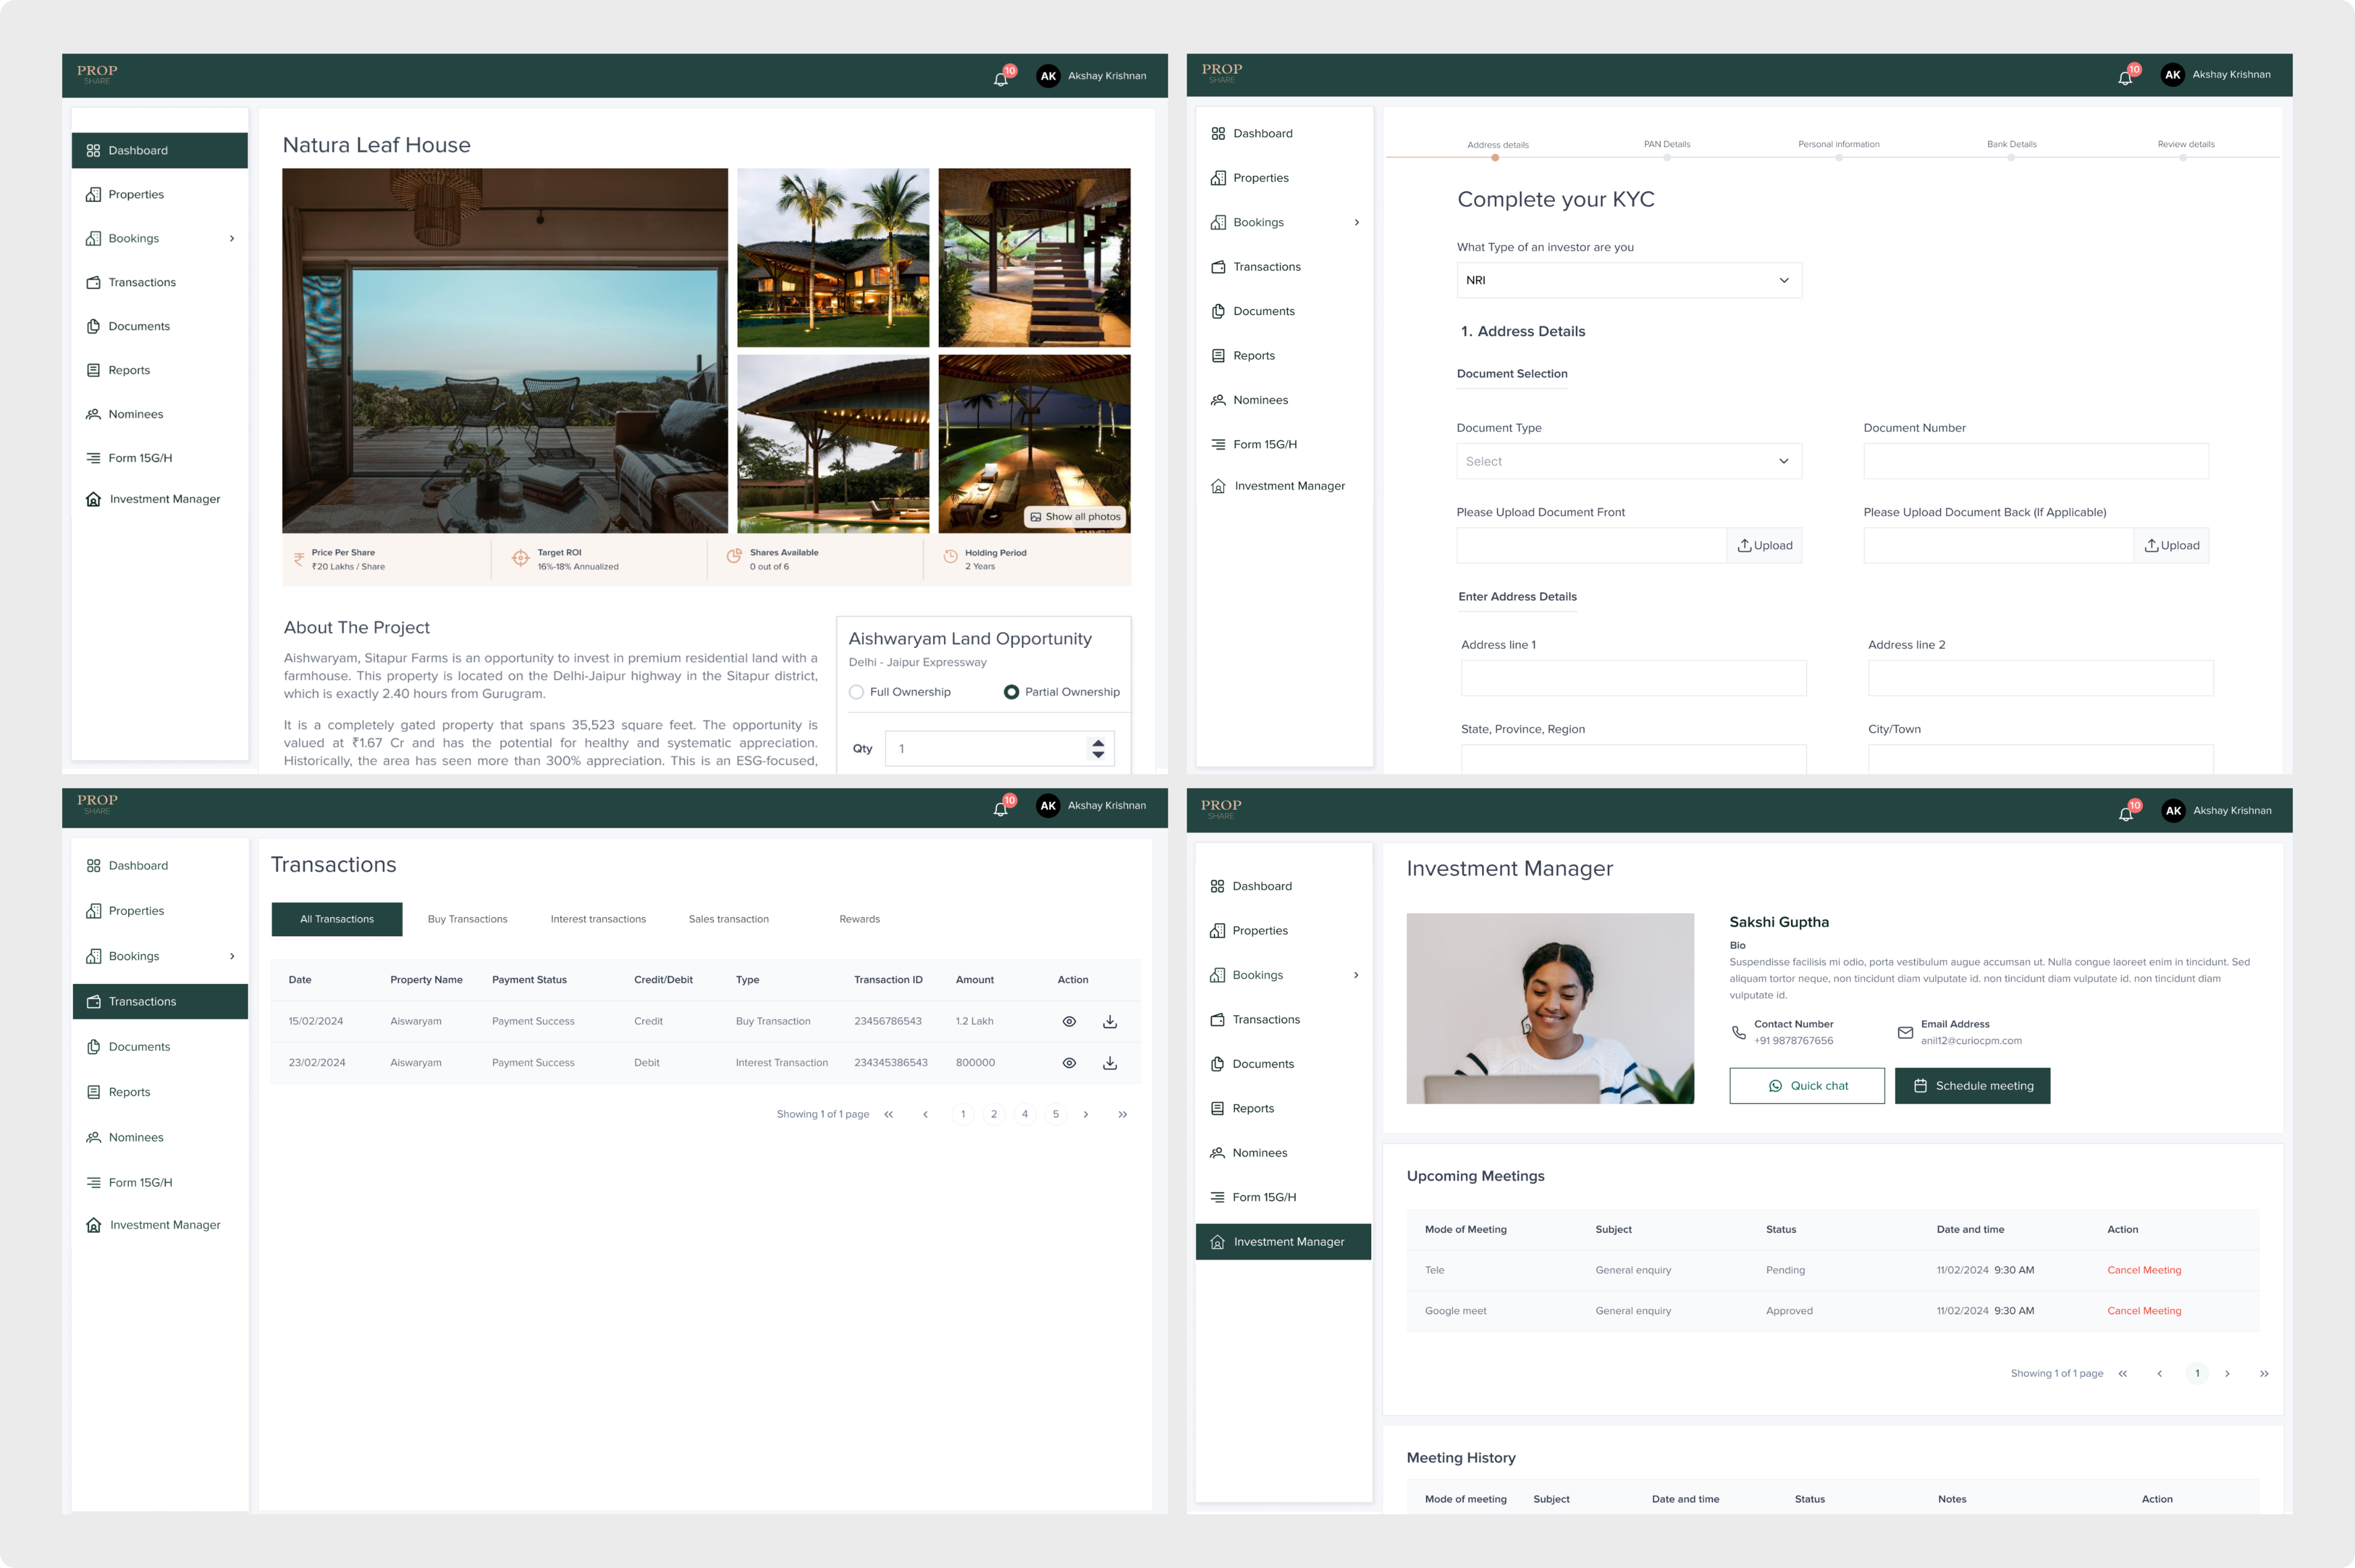 PROP
SHARE
10
AK
Akshay Krishnan
Dashboard
Properties
Bookings
Transactions
Documents
Reports
Nominees
Form 15G/H
Investment Manager
Natura Leaf House
Show all photos
Price Per Share
₹20 Lakhs / Share
Target ROI
16%-18% Annualized
Shares Available
0 out of 6
Holding Period
2 Years
About The Project
Aishwaryam, Sitapur Farms is an opportunity to invest in premium residential land with a
farmhouse. This property is located on the Delhi-Jaipur highway in the Sitapur district,
which is exactly 2.40 hours from Gurugram.
It is a completely gated property that spans 35,523 square feet. The opportunity is
valued at ₹1.67 Cr and has the potential for healthy and systematic appreciation.
Historically, the area has seen more than 300% appreciation. This is an ESG-focused,
Aishwaryam Land Opportunity
Delhi - Jaipur Expressway
Full Ownership
Partial Ownership
Qty
1
PROP
SHARE
10
AK
Akshay Krishnan
Dashboard
Properties
Bookings
Transactions
Documents
Reports
Nominees
Form 15G/H
Investment Manager
Address details
PAN Details
Personal information
Bank Details
Review details
Complete your KYC
What Type of an investor are you
NRI
1. Address Details
Document Selection
Document Type
Document Number
Select
Please Upload Document Front
Please Upload Document Back (If Applicable)
Upload
Upload
Enter Address Details
Address line 1
Address line 2
State, Province, Region
City/Town
PROP
SHARE
10
AK
Akshay Krishnan
Dashboard
Properties
Bookings
Transactions
Documents
Reports
Nominees
Form 15G/H
Investment Manager
Transactions
All Transactions
Buy Transactions
Interest transactions
Sales transaction
Rewards
Date Property Name Payment Status Credit/Debit Type Transaction ID Amount Action
15/02/2024 Aiswaryam Payment Success Credit Buy Transaction 23456786543 1.2 Lakh
23/02/2024 Aiswaryam Payment Success Debit Interest Transaction 234345386543 800000
Showing 1 of 1 page « ‹ 1 2 4 5 › »
PROP
SHARE
10
AK
Akshay Krishnan
Dashboard
Properties
Bookings
Transactions
Documents
Reports
Nominees
Form 15G/H
Investment Manager
Investment Manager
Sakshi Guptha
Bio
Suspendisse facilisis mi odio, porta vestibulum augue accumsan ut. Nulla congue laoreet enim in tincidunt. Sed
aliquam tortor neque, non tincidunt diam vulputate id. non tincidunt diam vulputate id. non tincidunt diam
vulputate id.
Contact Number
+91 9878767656
Email Address
anil12@curiocpm.com
Quick chat
Schedule meeting
Upcoming Meetings
Mode of Meeting Subject Status Date and time Action
Tele General enquiry Pending 11/02/2024 9:30 AM Cancel Meeting
Google meet General enquiry Approved 11/02/2024 9:30 AM Cancel Meeting
Showing 1 of 1 page « ‹ 1 › »
Meeting History
Mode of meeting Subject Date and time Status Notes Action